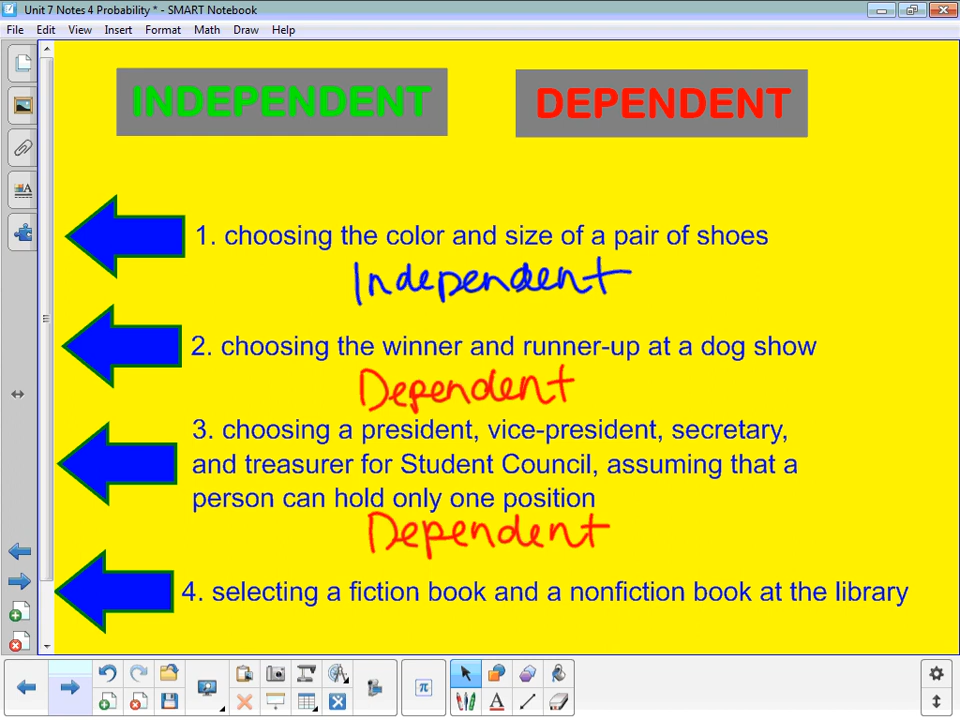 Unit 7 Notes 4 Probability * - SMART Notebook
File Edit View Insert Format Math Draw Help
INDEPENDENT DEPENDENT
1. choosing the color and size of a pair of shoes
Independent
2. choosing the winner and runner-up at a dog show
Dependent
3. choosing a president, vice-president, secretary,
and treasurer for Student Council, assuming that a
person can hold only one position
Dependent
4. selecting a fiction book and a nonfiction book at the library
π
A